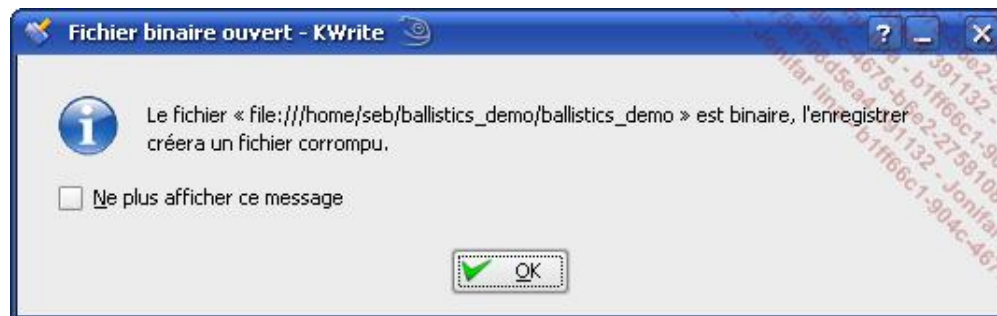 Fichier binaire ouvert - KWrite
Le fichier « file:///home/seb/ballistics_demo/ballistics_demo » est binaire, l'enregistrer
créera un fichier corrompu.
Ne plus afficher ce message
OK